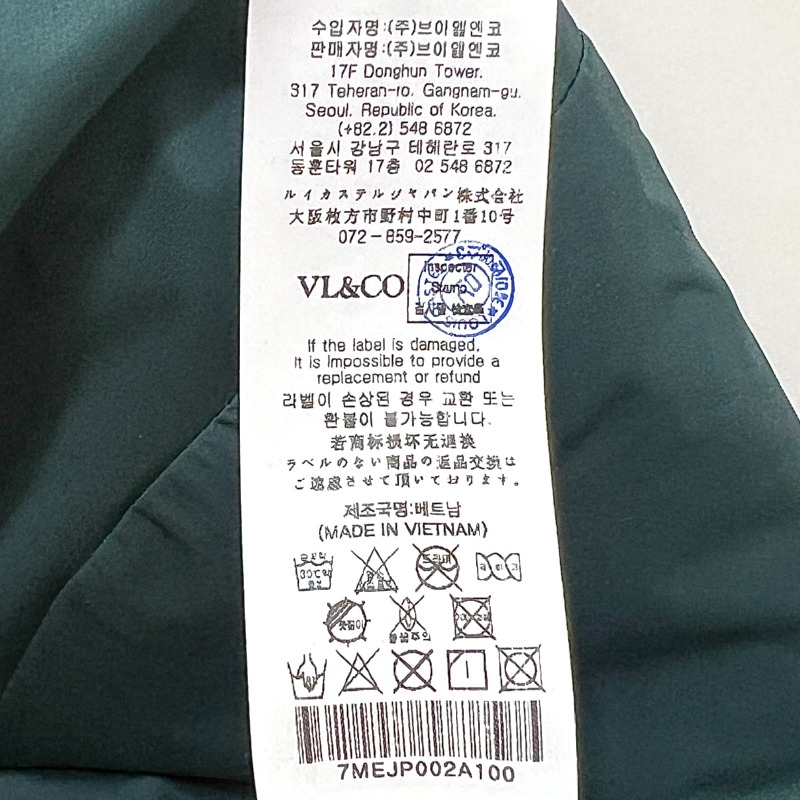 수입자명:(주)브이엘엔코
판매자명:(주)브이엘엔코
17F Donghun Tower.
317 Teheran-ro. Gangnam-gu.
Seoul. Republic of Korea.
(+82.2) 548 6872
서울시 강남구 테헤란로 317
동훈타워 17층 02 548 6872
ルイカステルジャパン株式会社
大阪枚方市野村中町1番10号
072-859-2577
VL&CO
Inspector
Stamp
If the label is damaged,
It is Impossible to provide a
replacement or refund
라벨이 손상된 경우 교환 또는
환불이 불가능합니다.
若商标损坏无退换
ラベルのない商品の返品交換は
ご遠慮させて頂いております。
제조국명:베트남
(MADE IN VIETNAM)
30℃
드라이
7MEJP002A100